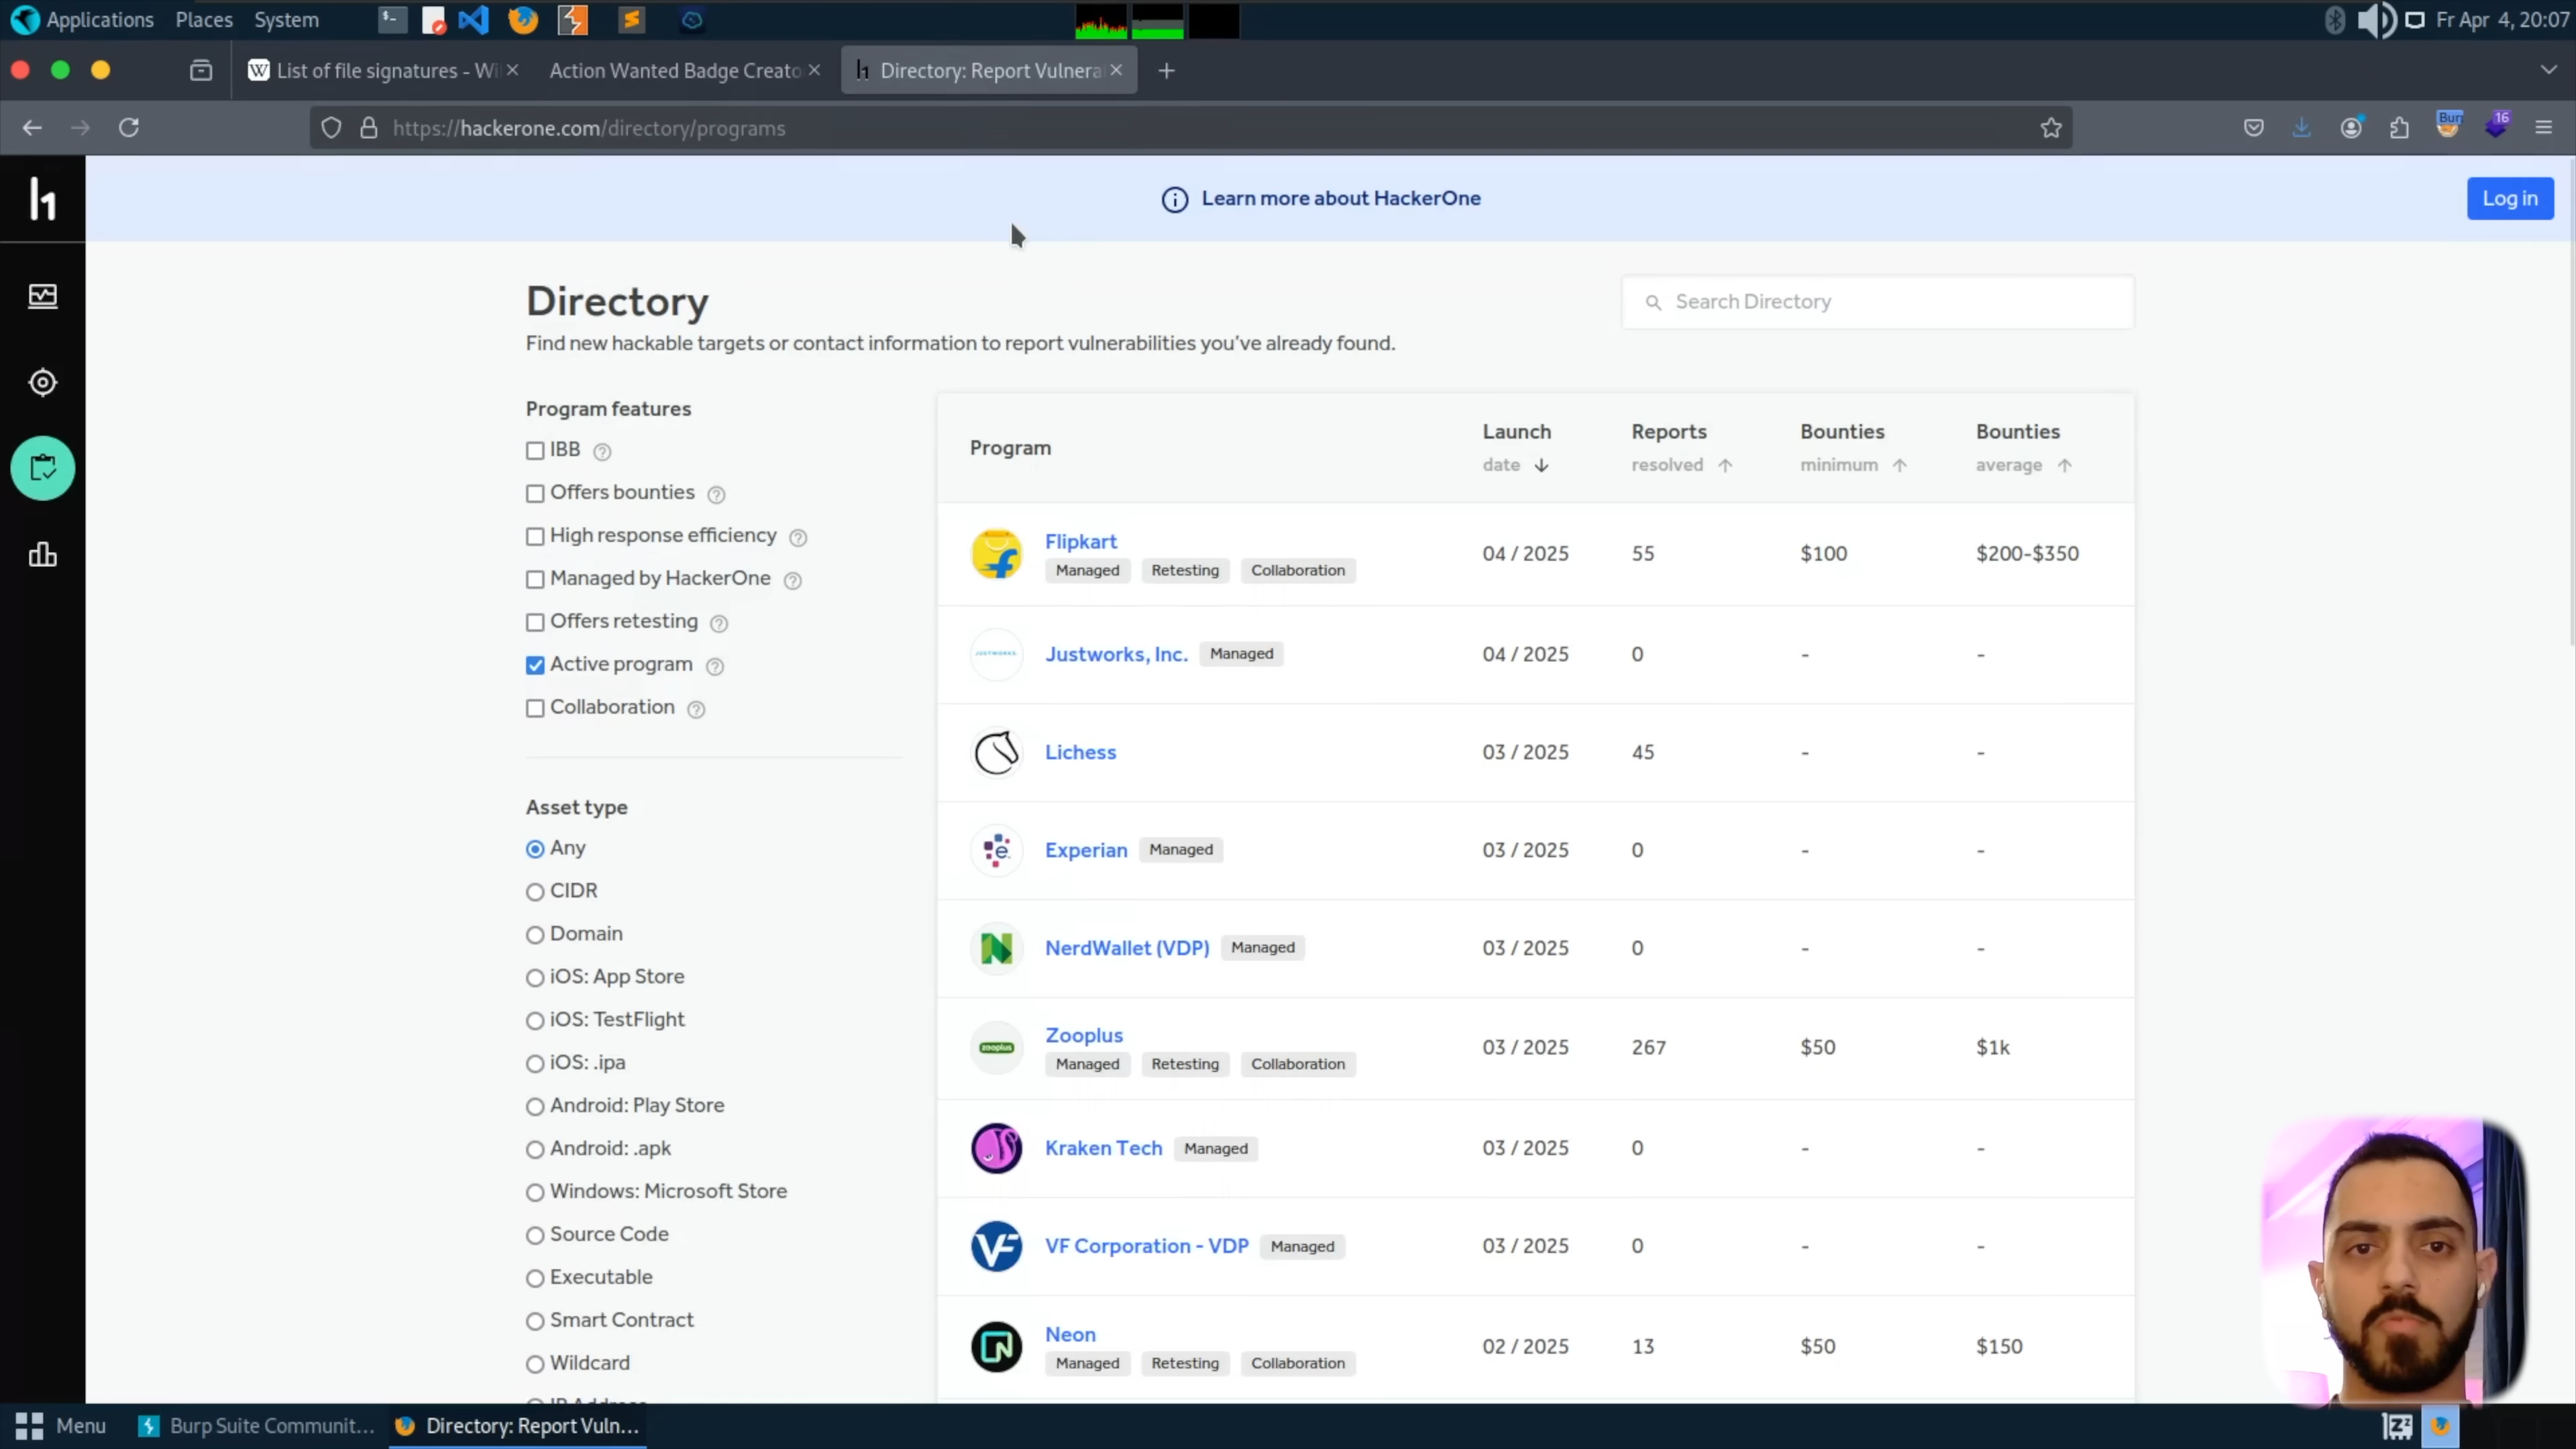 Applications Places System
Fr Apr 4, 20:07
List of file signatures - Wi
Action Wanted Badge Creato
Directory: Report Vulnera
https://hackerone.com/directory/programs
Bur
16
h1
Learn more about HackerOne
Log in
Directory
Find new hackable targets or contact information to report vulnerabilities you've already found.
Search Directory
Program features
IBB
Offers bounties
High response efficiency
Managed by HackerOne
Offers retesting
Active program
Collaboration
Asset type
Any
CIDR
Domain
iOS: App Store
iOS: TestFlight
iOS: .ipa
Android: Play Store
Android: .apk
Windows: Microsoft Store
Source Code
Executable
Smart Contract
Wildcard
IP Address
Program
Launch date
Reports resolved
Bounties minimum
Bounties average
Flipkart
Managed Retesting Collaboration
04 / 2025 55 $100 $200-$350
JUSTWORKS
Justworks, Inc. Managed 04 / 2025 0 - -
Lichess 03 / 2025 45 - -
Experian Managed 03 / 2025 0 - -
NerdWallet (VDP) Managed 03 / 2025 0 - -
zooplus
Zooplus
Managed Retesting Collaboration
03 / 2025 267 $50 $1k
Kraken Tech Managed 03 / 2025 0 - -
VF Corporation - VDP Managed 03 / 2025 0 - -
Neon
Managed Retesting Collaboration
02 / 2025 13 $50 $150
Menu
Burp Suite Communit...
Directory: Report Vuln...